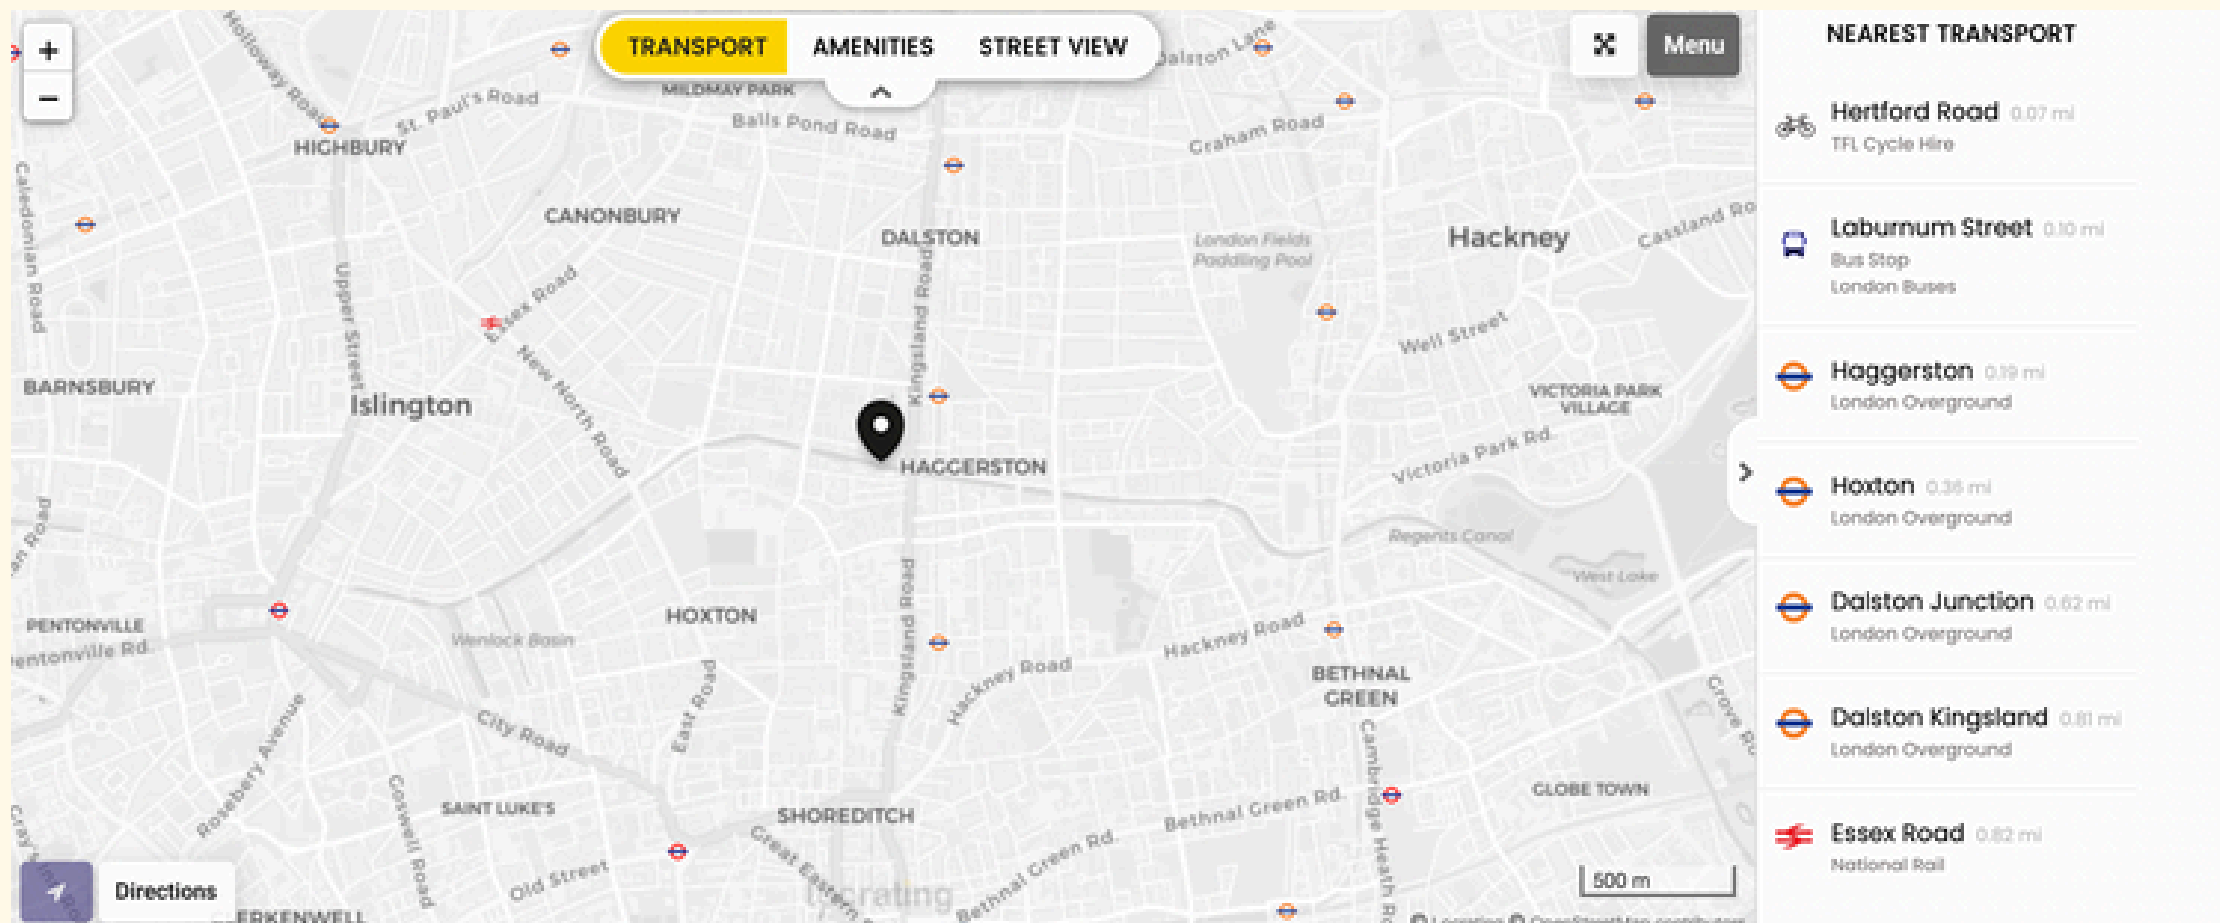 +
−
TRANSPORT
AMENITIES
STREET VIEW
Menu
Holloway Road
St. Paul's Road
HIGHBURY
MILDMAY PARK
Balls Pond Road
Dalston Lane
Graham Road
Caledonian Road
CANONBURY
DALSTON
London Fields
Paddling Pool
Hackney
Upper Street
Essex Road
Kingsland Road
Well Street
New North Road
BARNSBURY
Islington
VICTORIA PARK
VILLAGE
HAGGERSTON
Victoria Park Rd.
Regents Canal
West Lake
PENTONVILLE
entonville Rd.
Wenlock Basin
HOXTON
Kingsland Road
Hackney Road
Hackney Road
BETHNAL
GREEN
East Road
City Road
Rosebery Avenue
Goswell Road
SAINT LUKE'S
SHOREDITCH
Great Eastern
Old Street
Bethnal Green Rd.
Bethnal Green Rd.
Cambridge Heath
GLOBE TOWN
500 m
Directions
ERKENWELL
NEAREST TRANSPORT
Hertford Road 0.07 mi
TFL Cycle Hire
Laburnum Street 0.10 mi
Bus Stop
London Buses
Haggerston 0.19 mi
London Overground
Hoxton 0.36 mi
London Overground
Dalston Junction 0.62 mi
London Overground
Dalston Kingsland 0.81 mi
London Overground
Essex Road 0.82 mi
National Rail